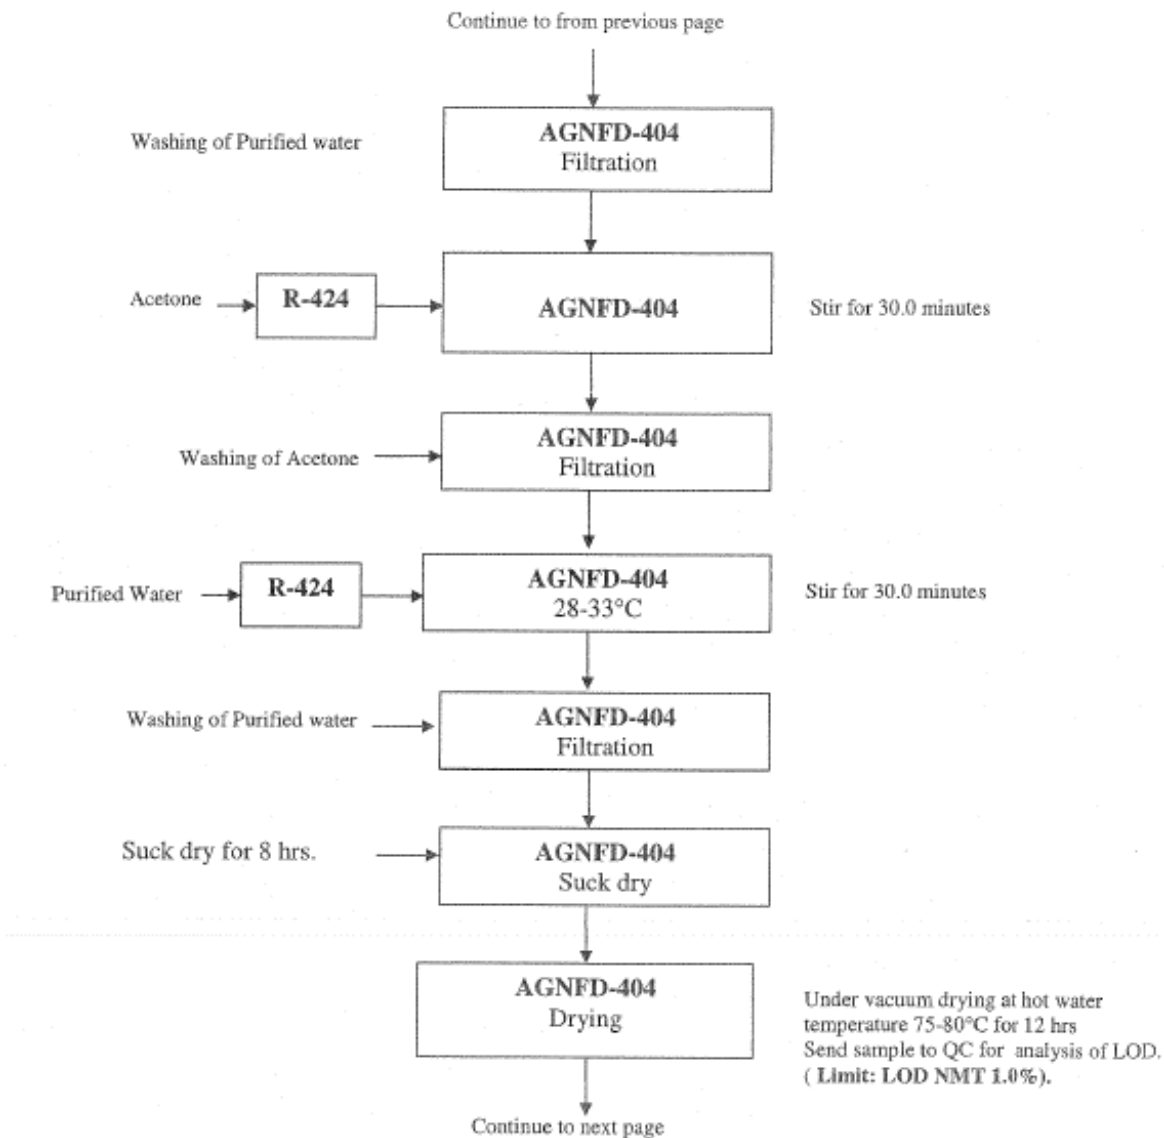 Continue to from previous page
Washing of Purified water
AGNFD-404
Filtration
Acetone
R-424
AGNFD-404
Stir for 30.0 minutes
Washing of Acetone
AGNFD-404
Filtration
Purified Water
R-424
AGNFD-404
28-33°C
Stir for 30.0 minutes
Washing of Purified water
AGNFD-404
Filtration
Suck dry for 8 hrs.
AGNFD-404
Suck dry
AGNFD-404
Drying
Under vacuum drying at hot water
temperature 75-80°C for 12 hrs
Send sample to QC for analysis of LOD.
( Limit: LOD NMT 1.0%).
Continue to next page